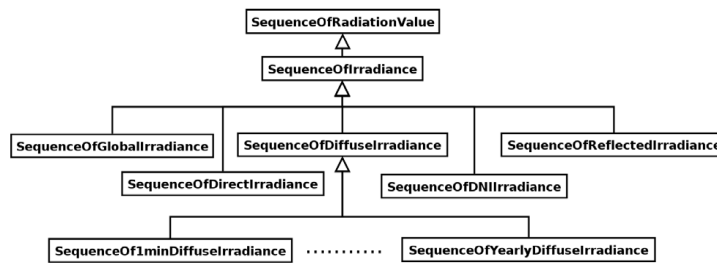 SequenceOfRadiationValue
SequenceOfIrradiance
SequenceOfGlobalIrradiance
SequenceOfDiffuseIrradiance
SequenceOfReflectedIrradiance
SequenceOfDirectIrradiance
SequenceOfDNIIrradiance
SequenceOf1minDiffuseIrradiance
...........
SequenceOfYearlyDiffuseIrradiance